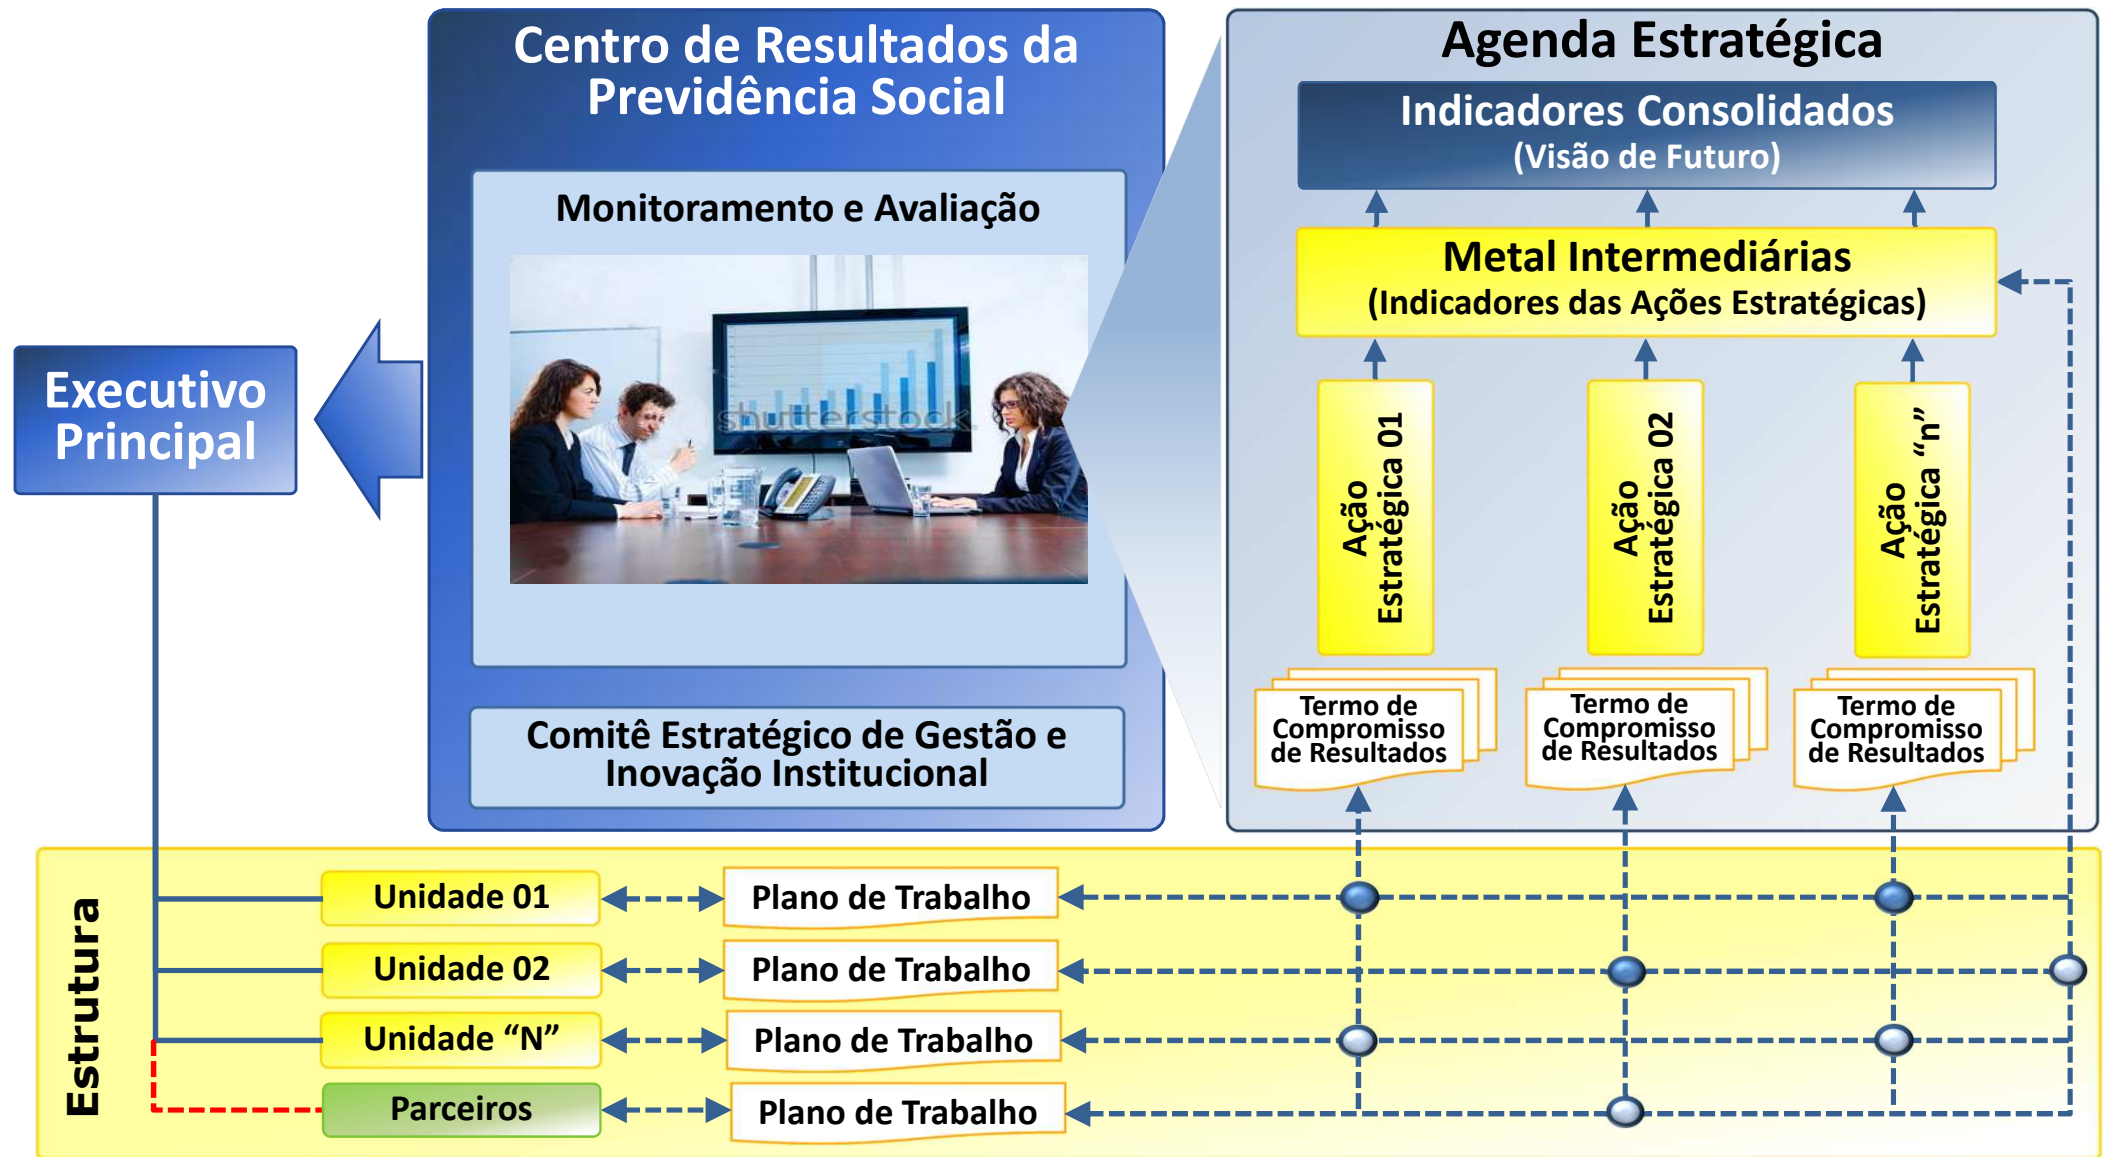 Centro de Resultados da
Previdência Social
Monitoramento e Avaliação
shutterstock
Comitê Estratégico de Gestão e
Inovação Institucional
Executivo
Principal
Agenda Estratégica
Indicadores Consolidados
(Visão de Futuro)
Metal Intermediárias
(Indicadores das Ações Estratégicas)
Ação
Estratégica 01
Ação
Estratégica 02
Ação
Estratégica “n”
Termo de
Compromisso
de Resultados
Termo de
Compromisso
de Resultados
Termo de
Compromisso
de Resultados
Estrutura
Unidade 01
Plano de Trabalho
Unidade 02
Plano de Trabalho
Unidade “N”
Plano de Trabalho
Parceiros
Plano de Trabalho